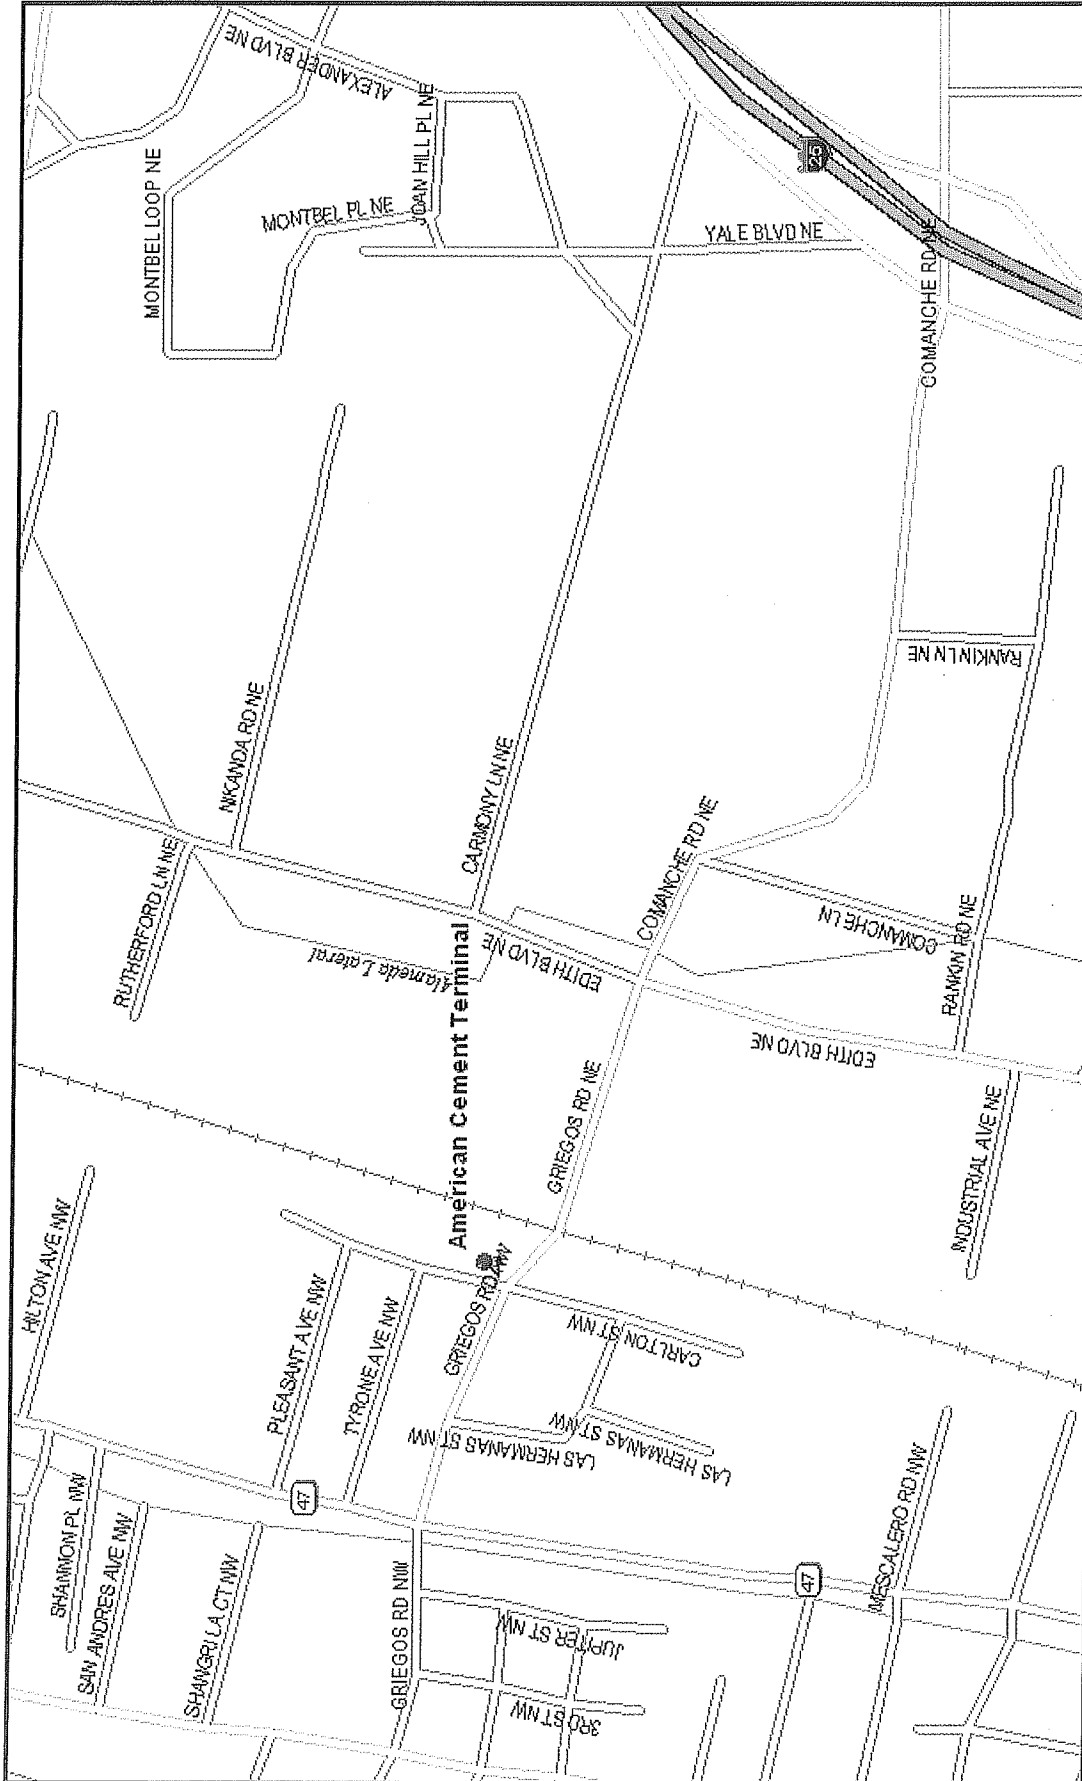 ALEXANDER BLVD NE
MONTBEL LOOP NE
MONTBEL PL NE
JOAN HILL PL NE
YALE BLVD NE
25
COMANCHE RD NE
NIKANDA RD NE
CARMONY LN NE
RANKIN LN NE
RUTHERFORD LN NE
Alameda Lateral
American Cement Terminal
EDITH BLVD NE
COMANCHE RD NE
COMANCHE LN
RANKIN RD NE
EDITH BLVD NE
GRIEGOS RD NE
INDUSTRIAL AVE NE
HILTON AVE NW
PLEASANT AVE NW
TYRONE AVE NW
GRIEGOS RD NW
CARLTON ST NW
LAS HERMANAS ST NW
LAS HERMANAS ST NW
47
SHANNON PL NW
SAN ANDRES AVE NW
SHANGRI LA CT NW
GRIEGOS RD NW
JUPITER ST NW
3RD ST NW
47
MESCALERO RD NW